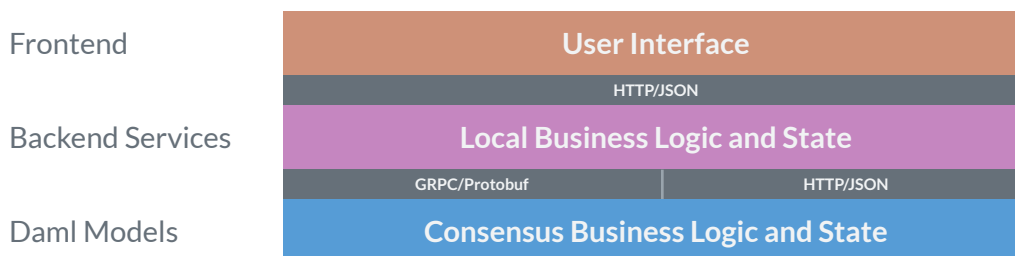 Frontend
User Interface
HTTP/JSON
Backend Services
Local Business Logic and State
GRPC/Protobuf
HTTP/JSON
Daml Models
Consensus Business Logic and State